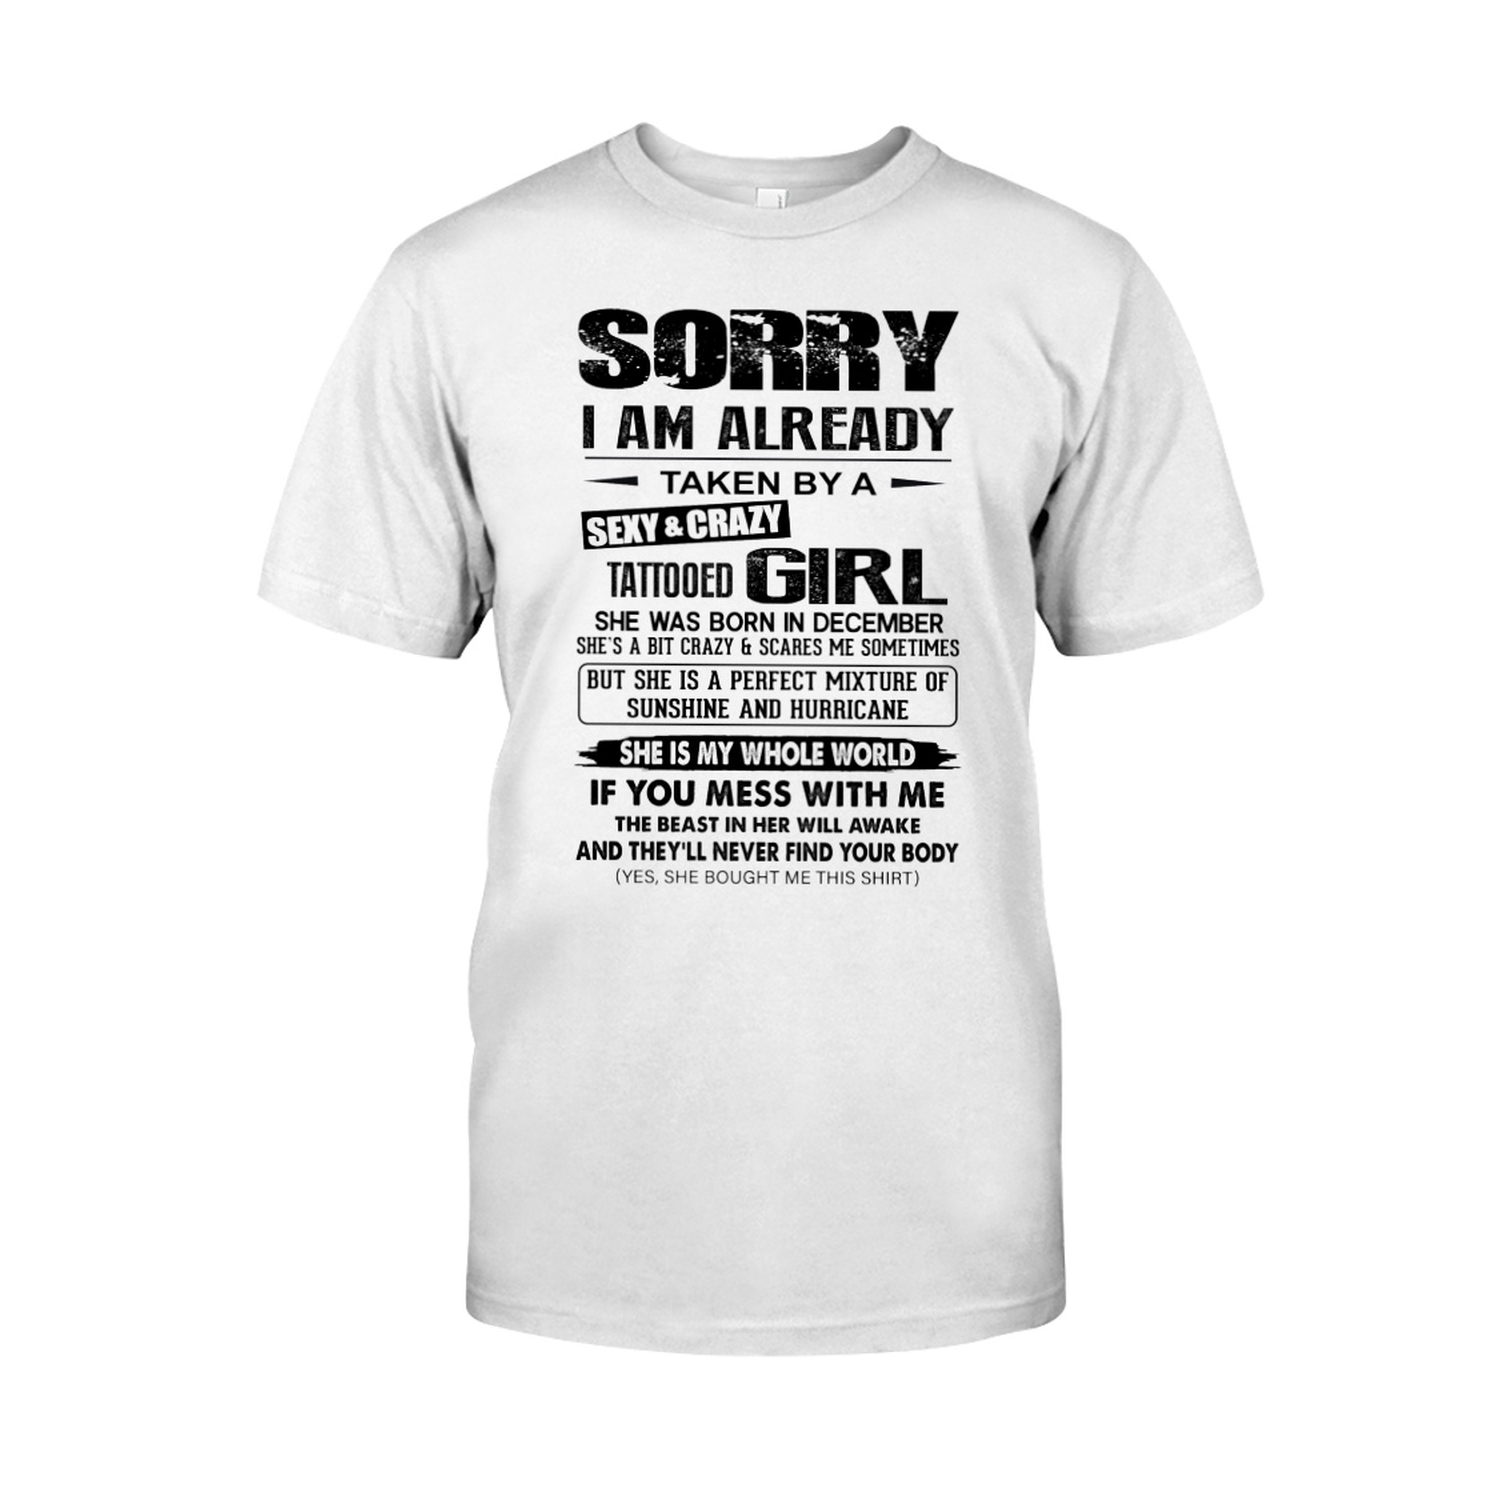 SORRY
I AM ALREADY
TAKEN BY A
SEXY & CRAZY
TATTOOED GIRL
SHE WAS BORN IN DECEMBER
SHE'S A BIT CRAZY & SCARES ME SOMETIMES
BUT SHE IS A PERFECT MIXTURE OF
SUNSHINE AND HURRICANE
SHE IS MY WHOLE WORLD
IF YOU MESS WITH ME
THE BEAST IN HER WILL AWAKE
AND THEY'LL NEVER FIND YOUR BODY
(YES, SHE BOUGHT ME THIS SHIRT)